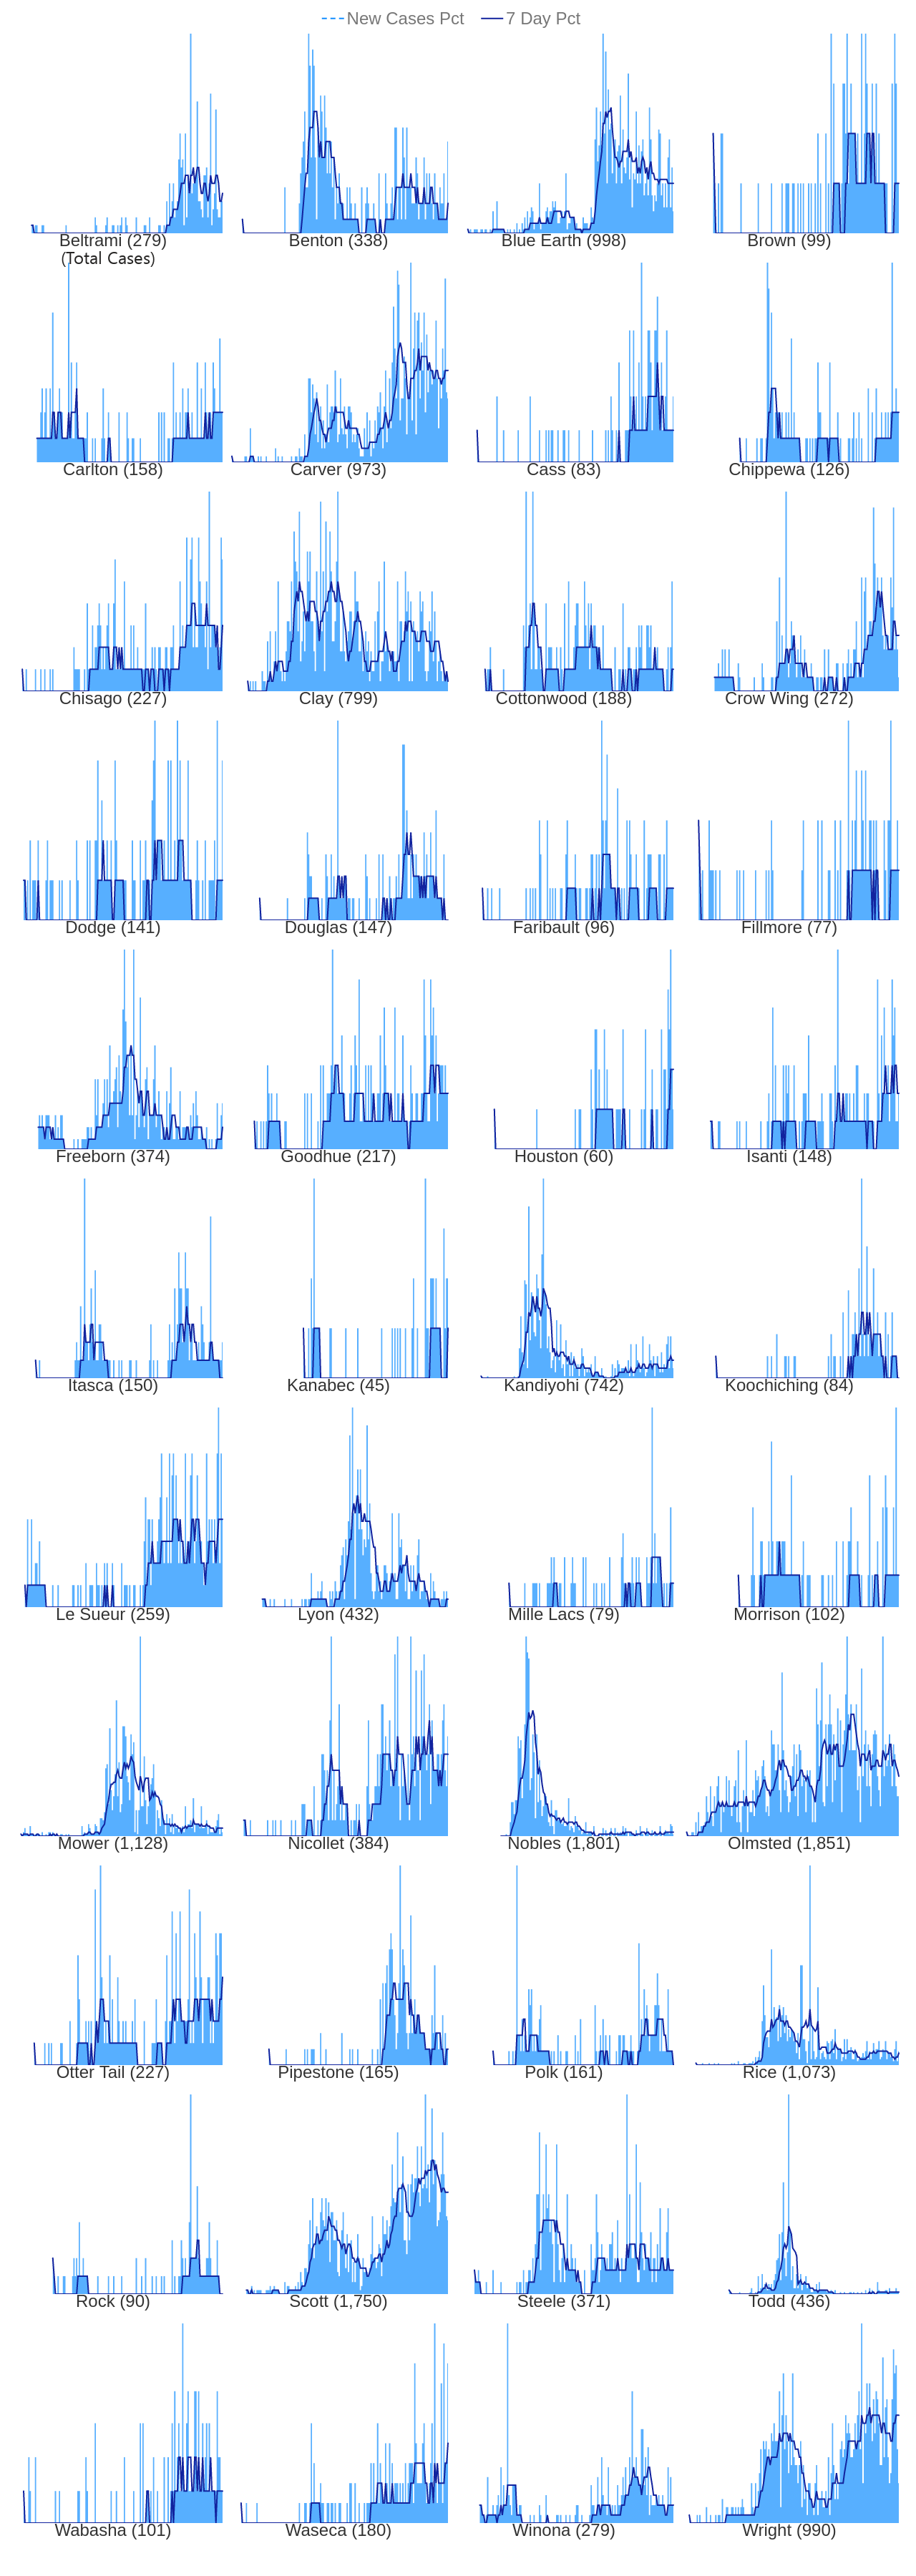 New Cases Pct 7 Day Pct
Beltrami (279) Benton (338) Blue Earth (998) Brown (99)
(Total Cases)
Carlton (158) Carver (973) Cass (83) Chippewa (126)
Chisago (227) Clay (799) Cottonwood (188) Crow Wing (272)
Dodge (141) Douglas (147) Faribault (96) Fillmore (77)
Freeborn (374) Goodhue (217) Houston (60) Isanti (148)
Itasca (150) Kanabec (45) Kandiyohi (742) Koochiching (84)
Le Sueur (259) Lyon (432) Mille Lacs (79) Morrison (102)
Mower (1,128) Nicollet (384) Nobles (1,801) Olmsted (1,851)
Otter Tail (227) Pipestone (165) Polk (161) Rice (1,073)
Rock (90) Scott (1,750) Steele (371) Todd (436)
Wabasha (101) Waseca (180) Winona (279) Wright (990)